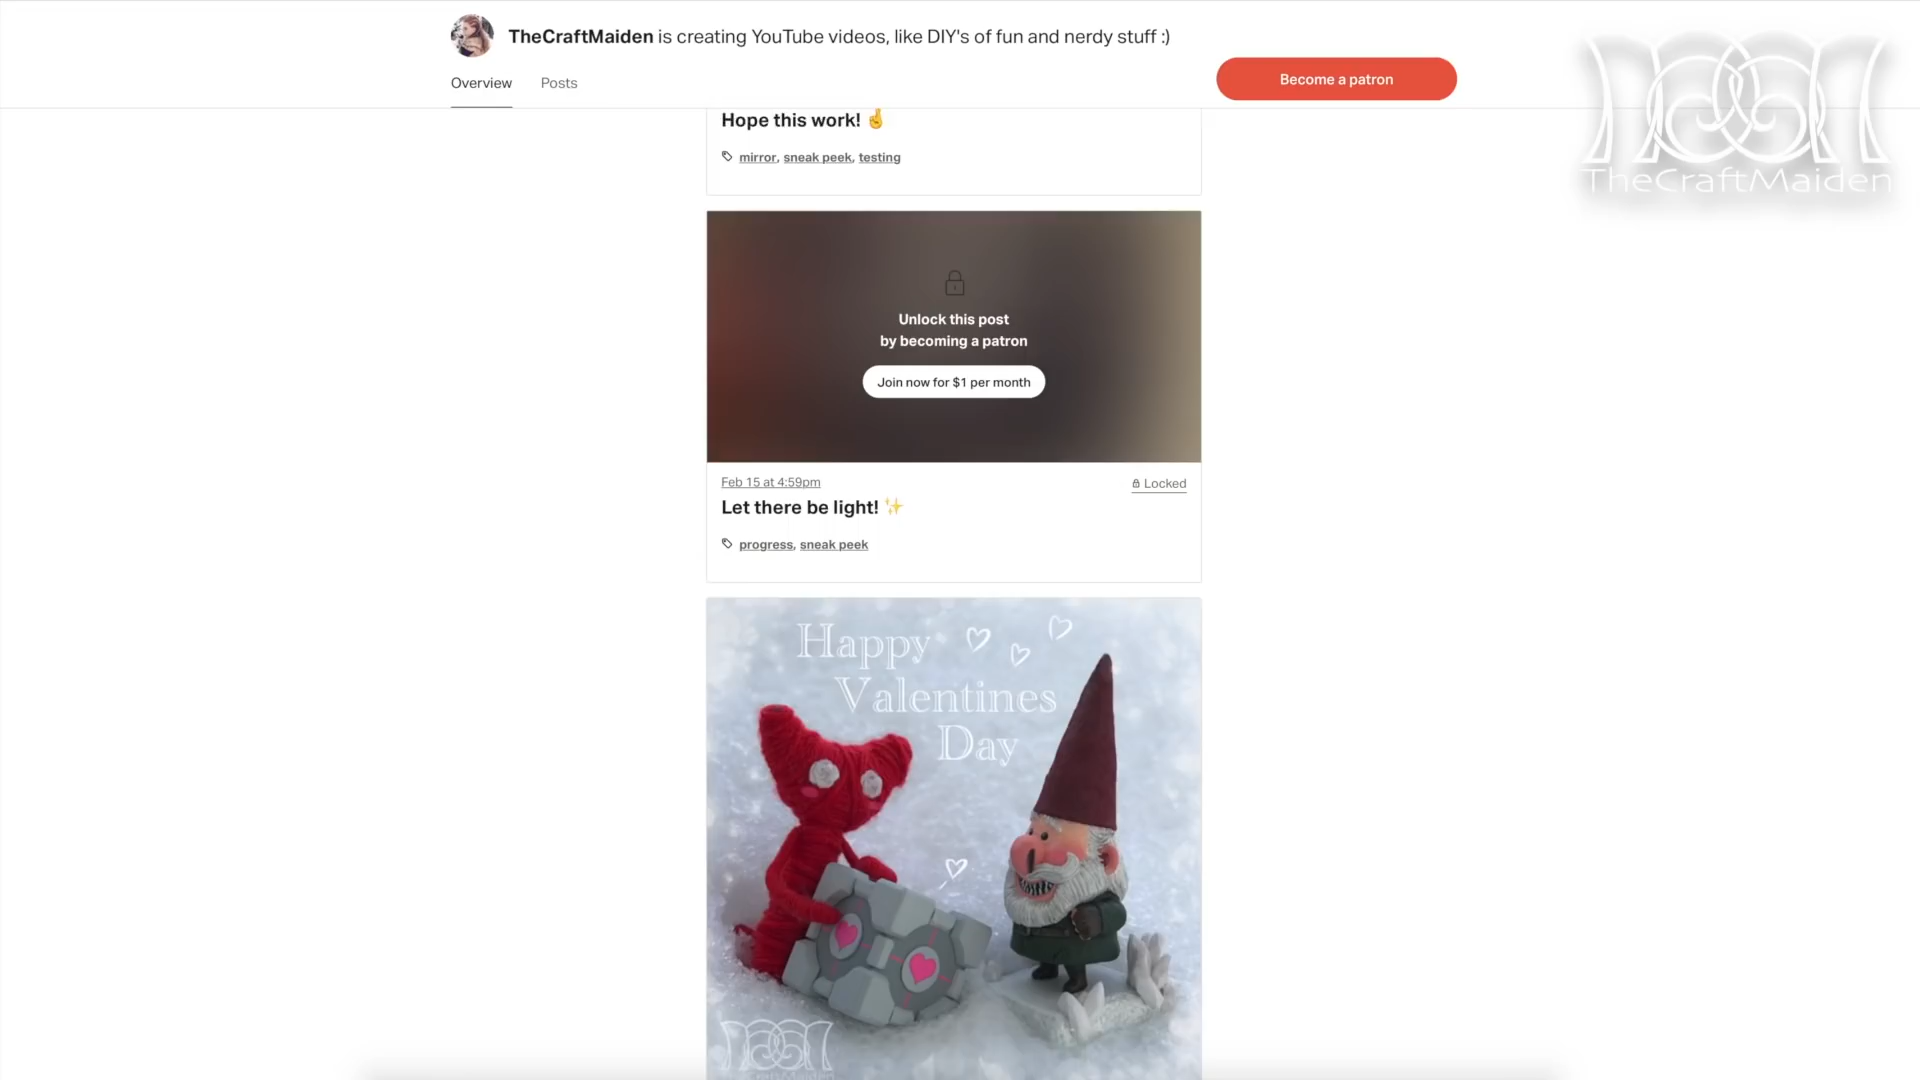 TheCraftMaiden is creating YouTube videos, like DIY's of fun and nerdy stuff :)
Overview Posts
Become a patron
TheCraftMaiden
Hope this work! 🤞
mirror, sneak peek, testing
Unlock this post
by becoming a patron
Join now for $1 per month
Feb 15 at 4:59pm
Locked
Let there be light! ✨
progress, sneak peek
Happy
Valentines
Day
CraftMaiden